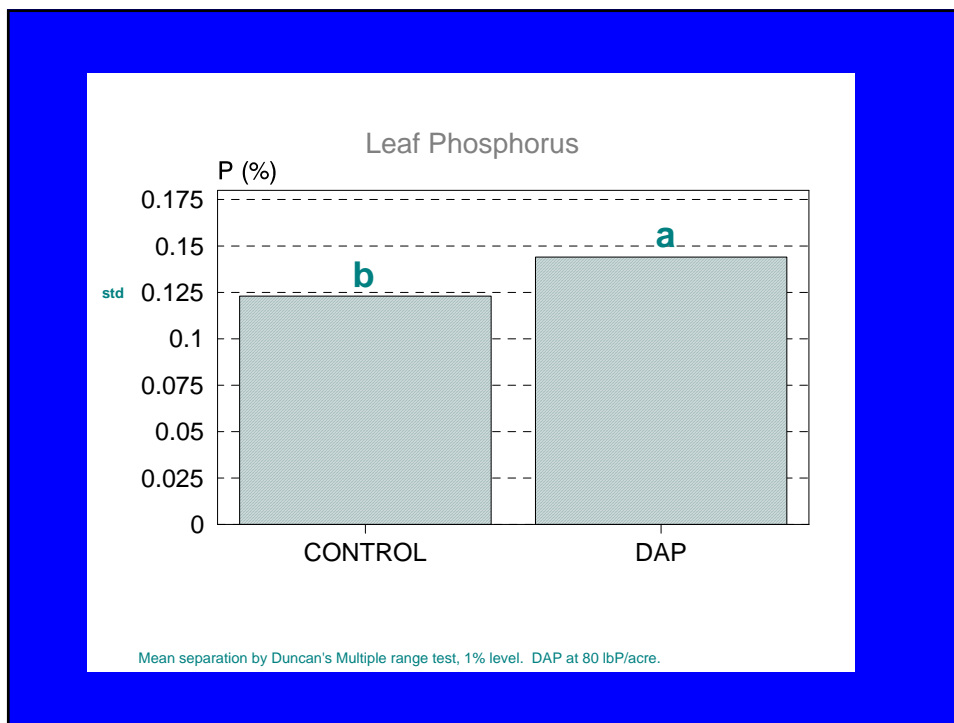 Leaf Phosphorus
P (%)
0.175
0.15
a
b
std 0.125
0.1
0.075
0.05
0.025
0
CONTROL DAP
Mean separation by Duncan's Multiple range test, 1% level.  DAP at 80 lbP/acre.